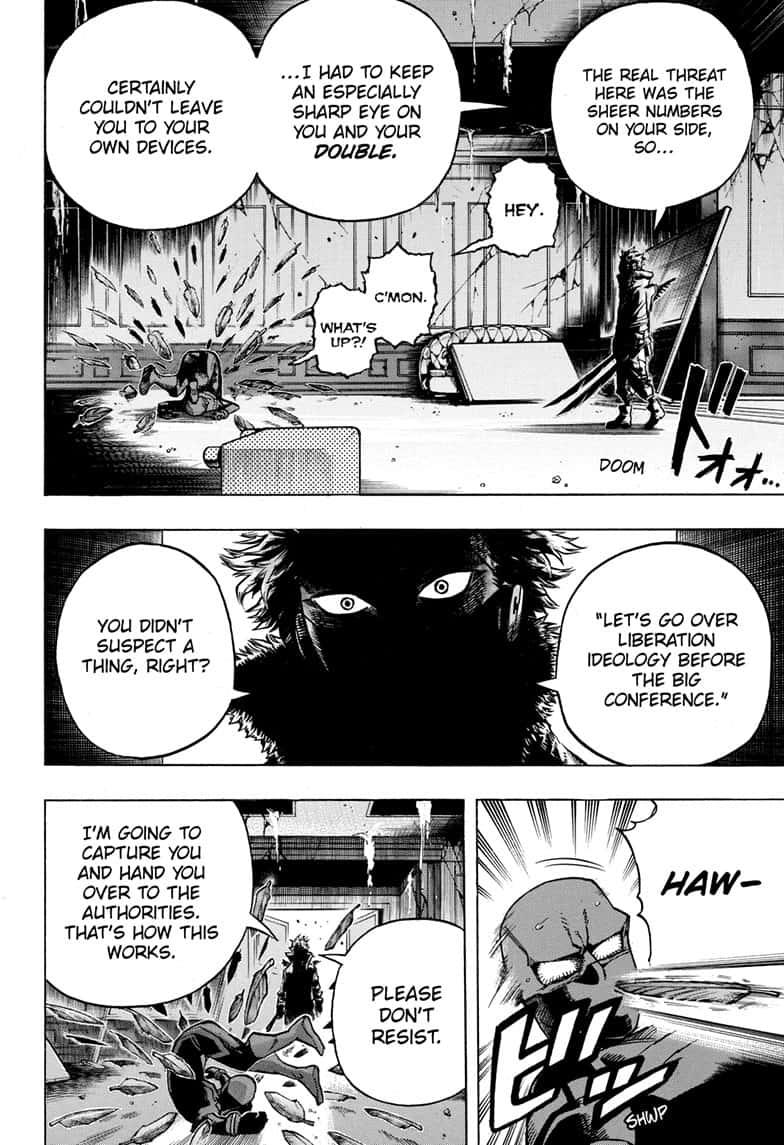 THE REAL THREAT
HERE WAS THE
SHEER NUMBERS
ON YOUR SIDE,
SO...
...I HAD TO KEEP
AN ESPECIALLY
SHARP EYE ON
YOU AND YOUR
DOUBLE.
CERTAINLY
COULDN'T LEAVE
YOU TO YOUR
OWN DEVICES.
HEY.
C'MON.
WHAT'S
UP?!
ドオオ...
DOOM
"LET'S GO OVER
LIBERATION
IDEOLOGY BEFORE
THE BIG
CONFERENCE."
YOU DIDN'T
SUSPECT A
THING, RIGHT?
HAW-
ビッ
SHWP
I'M GOING TO
CAPTURE YOU
AND HAND YOU
OVER TO THE
AUTHORITIES.
THAT'S HOW THIS
WORKS.
PLEASE
DON'T
RESIST.